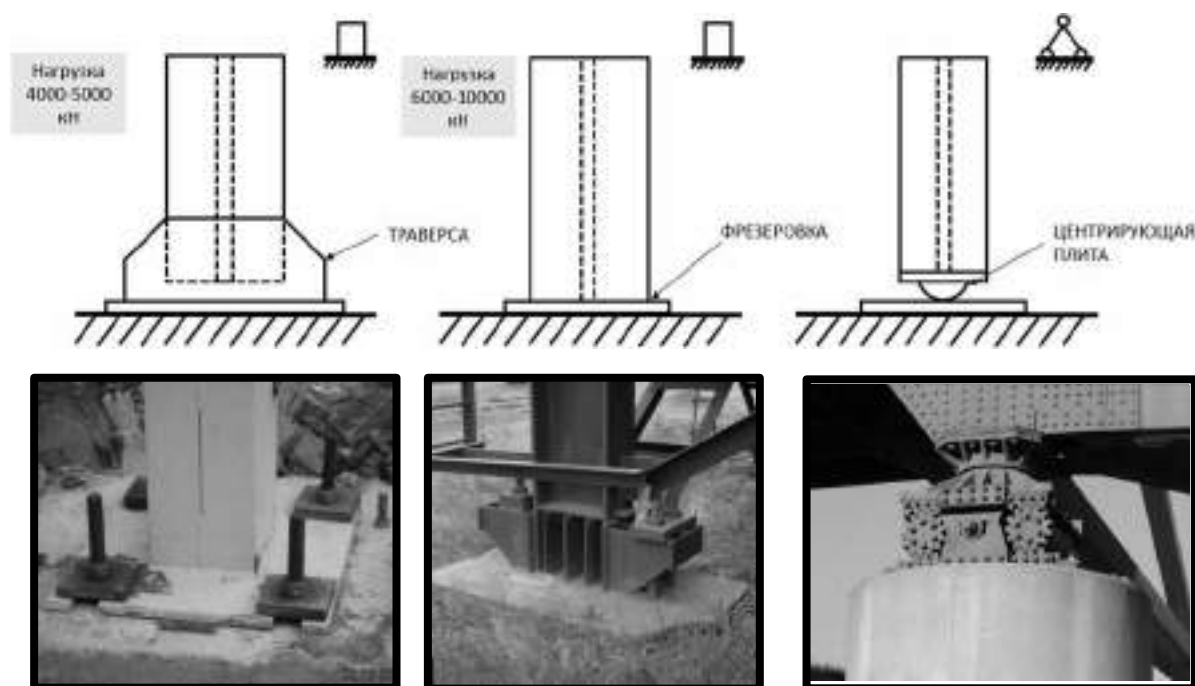 Нагрузка
4000-5000
кН
ТРАВЕРСА
Нагрузка
6000-10000
кН
ФРЕЗЕРОВКА
ЦЕНТРИРУЮЩАЯ
ПЛИТА